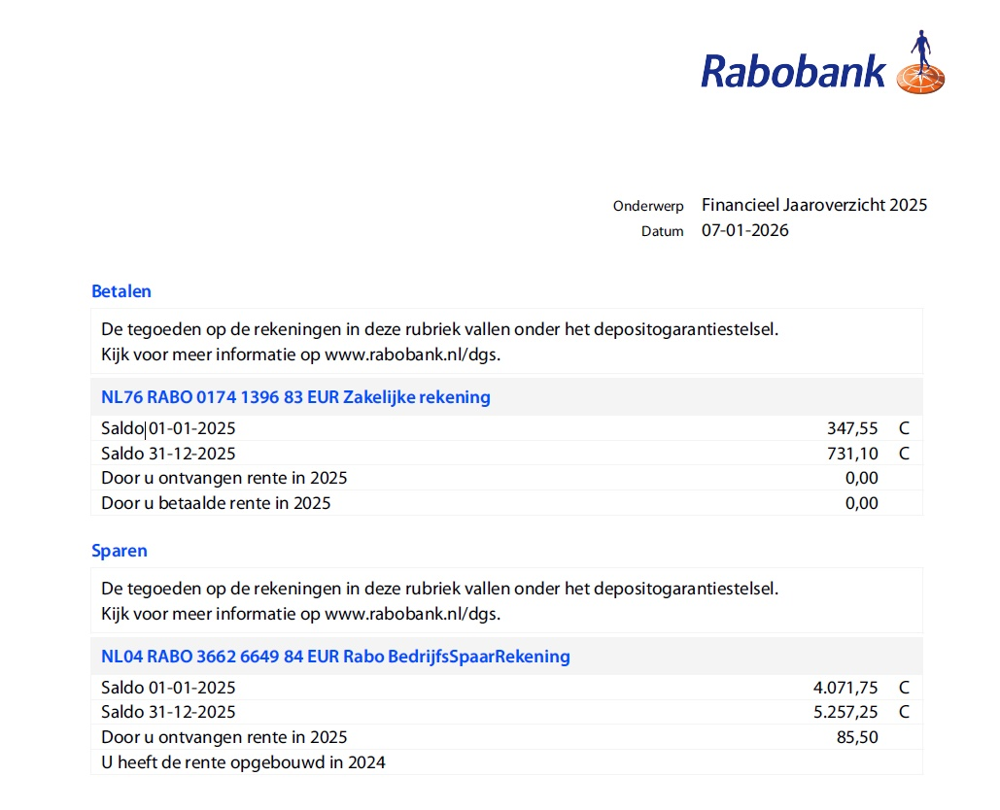 Rabobank
Onderwerp Financieel Jaaroverzicht 2025
Datum 07-01-2026
Betalen
De tegoeden op de rekeningen in deze rubriek vallen onder het depositogarantiestelsel.
Kijk voor meer informatie op www.rabobank.nl/dgs.
NL76 RABO 0174 1396 83 EUR Zakelijke rekening
Saldo 01-01-2025 347,55 C
Saldo 31-12-2025 731,10 C
Door u ontvangen rente in 2025 0,00
Door u betaalde rente in 2025 0,00
Sparen
De tegoeden op de rekeningen in deze rubriek vallen onder het depositogarantiestelsel.
Kijk voor meer informatie op www.rabobank.nl/dgs.
NL04 RABO 3662 6649 84 EUR Rabo BedrijfsSpaarRekening
Saldo 01-01-2025 4.071,75 C
Saldo 31-12-2025 5.257,25 C
Door u ontvangen rente in 2025 85,50
U heeft de rente opgebouwd in 2024